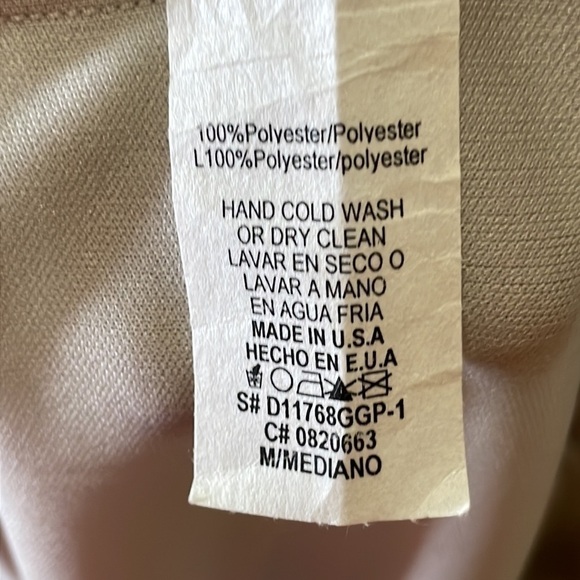 100%Polyester/Polyester
L100%Polyester/polyester
HAND COLD WASH
OR DRY CLEAN
LAVAR EN SECO O
LAVAR A MANO
EN AGUA FRIA
MADE IN U.S.A
HECHO EN E.U.A
S# D11768GGP-1
C# 0820663
M/MEDIANO